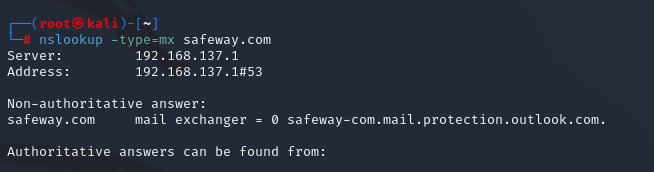 ┌──(root㉿kali)-[~]
└─# nslookup -type=mx safeway.com
Server:         192.168.137.1
Address:        192.168.137.1#53

Non-authoritative answer:
safeway.com     mail exchanger = 0 safeway-com.mail.protection.outlook.com.

Authoritative answers can be found from: